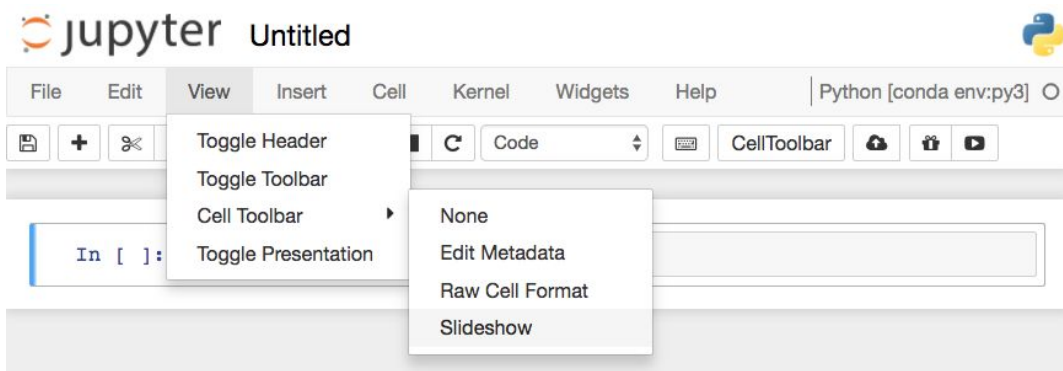 jupyter Untitled
File Edit View Insert Cell Kernel Widgets Help Python [conda env:py3]
Toggle Header
Code CellToolbar
Toggle Toolbar
Cell Toolbar
None
In [ ]: Toggle Presentation
Edit Metadata
Raw Cell Format
Slideshow